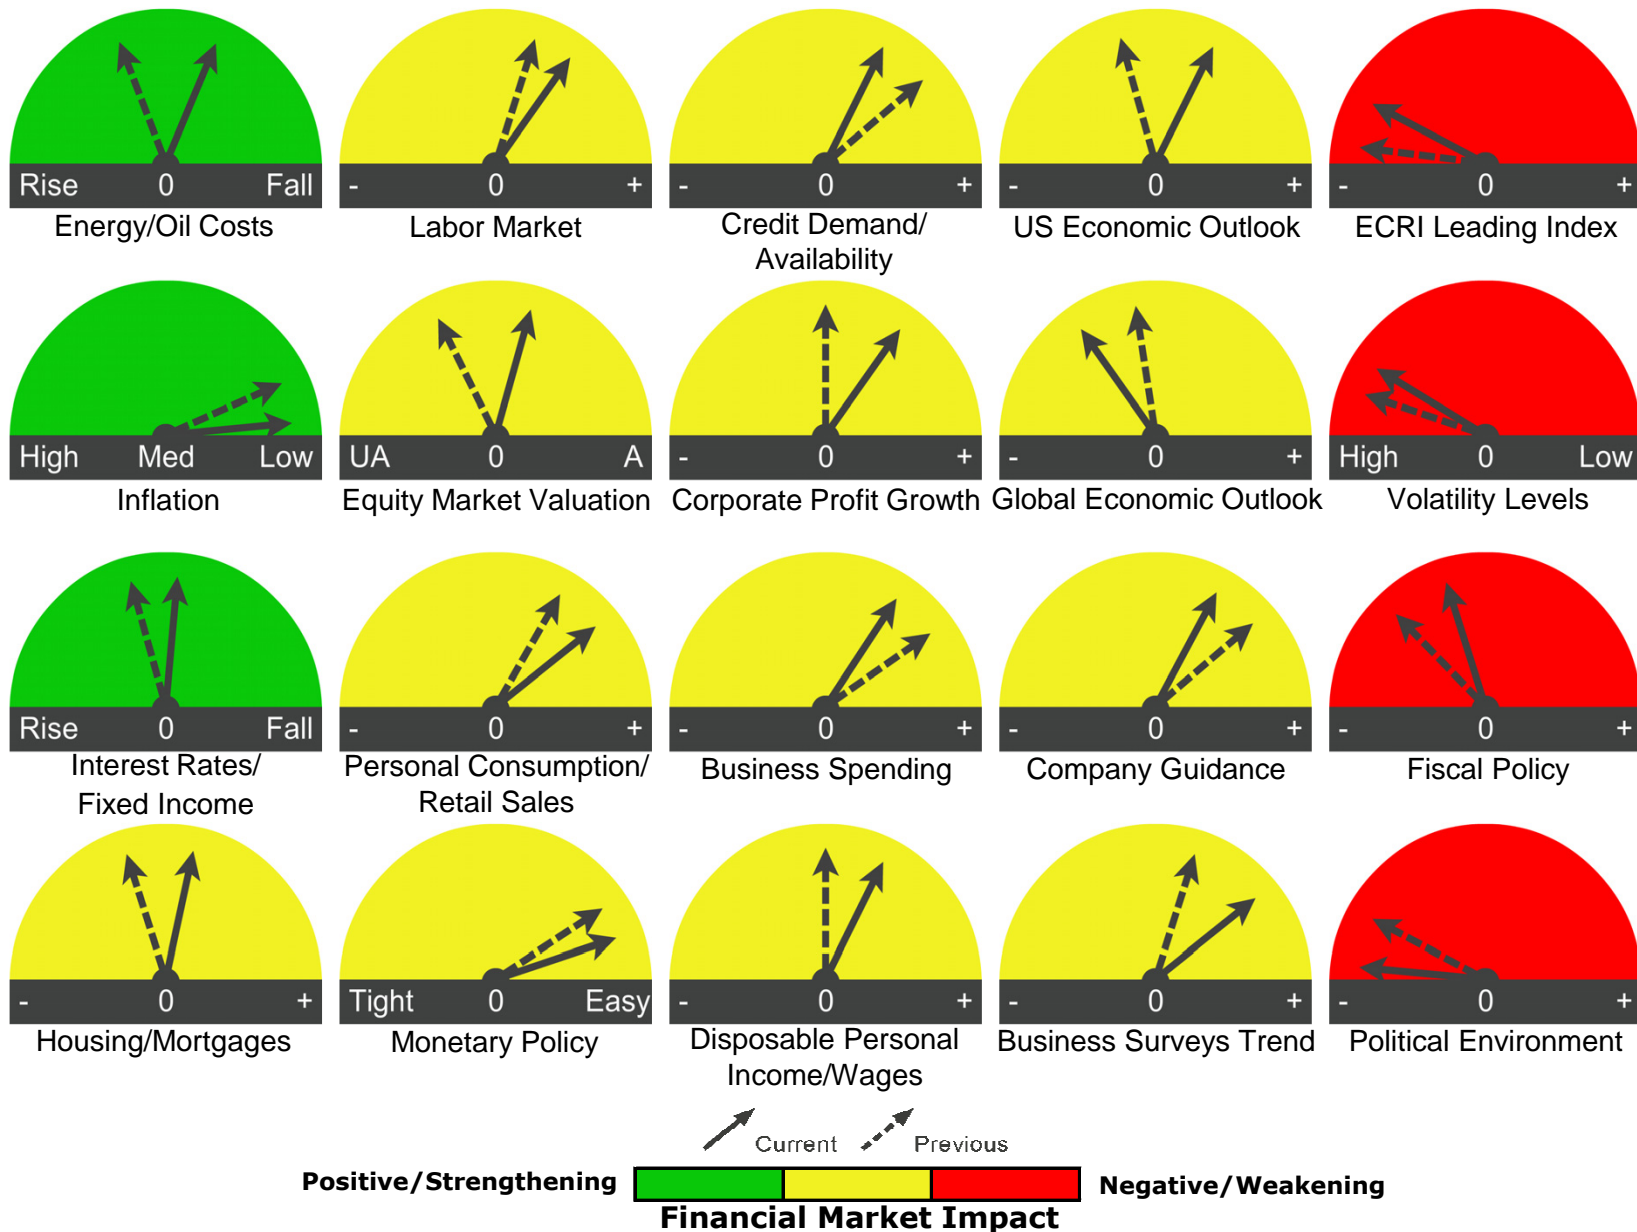 Rise 0 Fall
- 0 +
- 0 +
- 0 +
- 0 +
Energy/Oil Costs
Labor Market
Credit Demand/
Availability
US Economic Outlook
ECRI Leading Index
High Med Low
UA 0 A
- 0 +
- 0 +
High 0 Low
Inflation
Equity Market Valuation
Corporate Profit Growth
Global Economic Outlook
Volatility Levels
Rise 0 Fall
- 0 +
- 0 +
- 0 +
- 0 +
Interest Rates/
Fixed Income
Personal Consumption/
Retail Sales
Business Spending
Company Guidance
Fiscal Policy
- 0 +
Tight 0 Easy
- 0 +
- 0 +
- 0 +
Housing/Mortgages
Monetary Policy
Disposable Personal
Income/Wages
Business Surveys Trend
Political Environment
Current Previous
Positive/Strengthening Negative/Weakening
Financial Market Impact